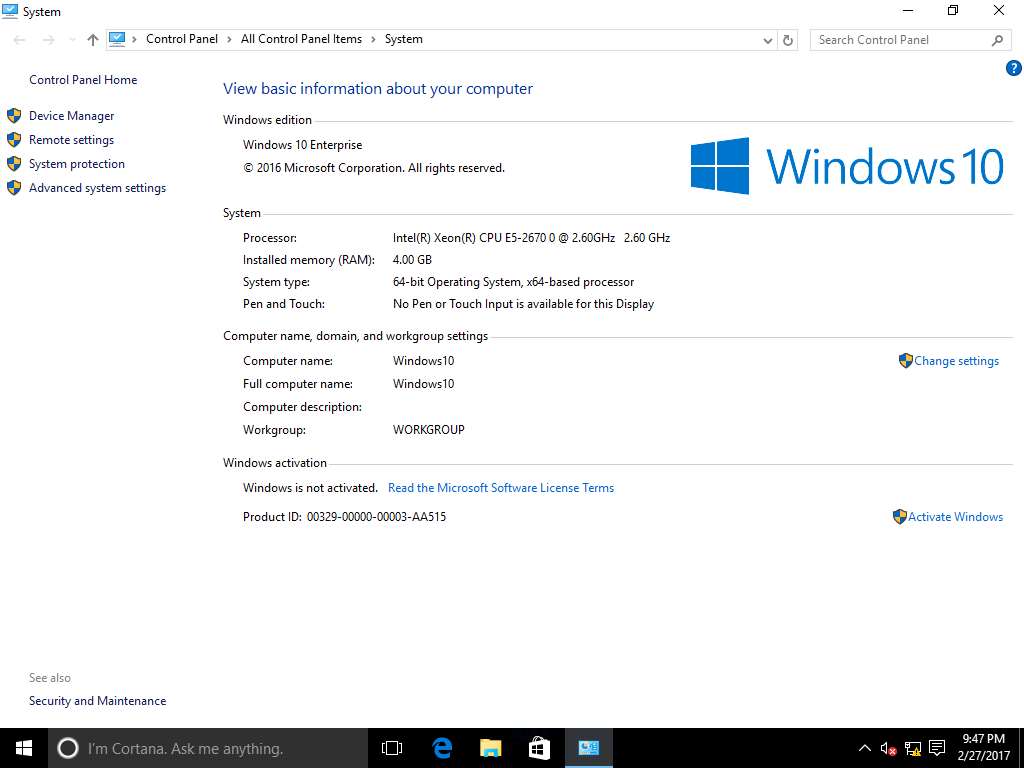 System
Control Panel > All Control Panel Items > System
Search Control Panel
Control Panel Home
Device Manager
Remote settings
System protection
Advanced system settings
View basic information about your computer
Windows edition
Windows 10 Enterprise
© 2016 Microsoft Corporation. All rights reserved.
Windows 10
System
Processor: Intel(R) Xeon(R) CPU E5-2670 0 @ 2.60GHz 2.60 GHz
Installed memory (RAM): 4.00 GB
System type: 64-bit Operating System, x64-based processor
Pen and Touch: No Pen or Touch Input is available for this Display
Computer name, domain, and workgroup settings
Computer name: Windows10
Change settings
Full computer name: Windows10
Computer description:
Workgroup: WORKGROUP
Windows activation
Windows is not activated. Read the Microsoft Software License Terms
Product ID: 00329-00000-00003-AA515
Activate Windows
See also
Security and Maintenance
I'm Cortana. Ask me anything.
9:47 PM
2/27/2017